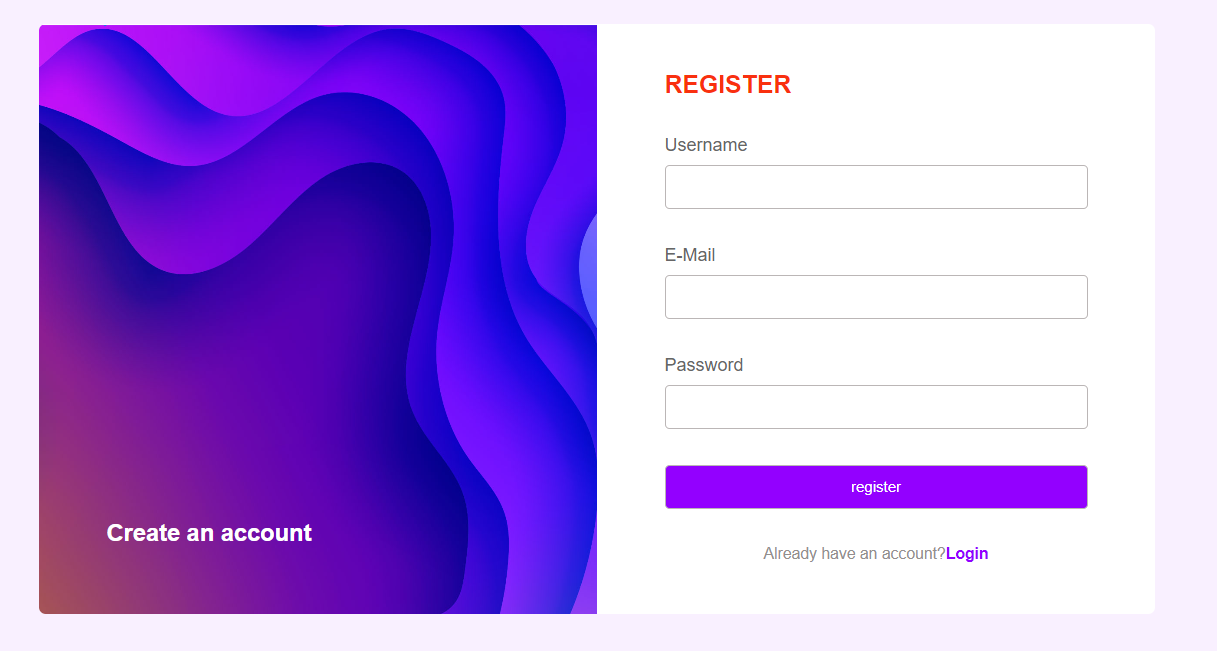 REGISTER
Username
E-Mail
Password
register
Already have an account?Login
Create an account